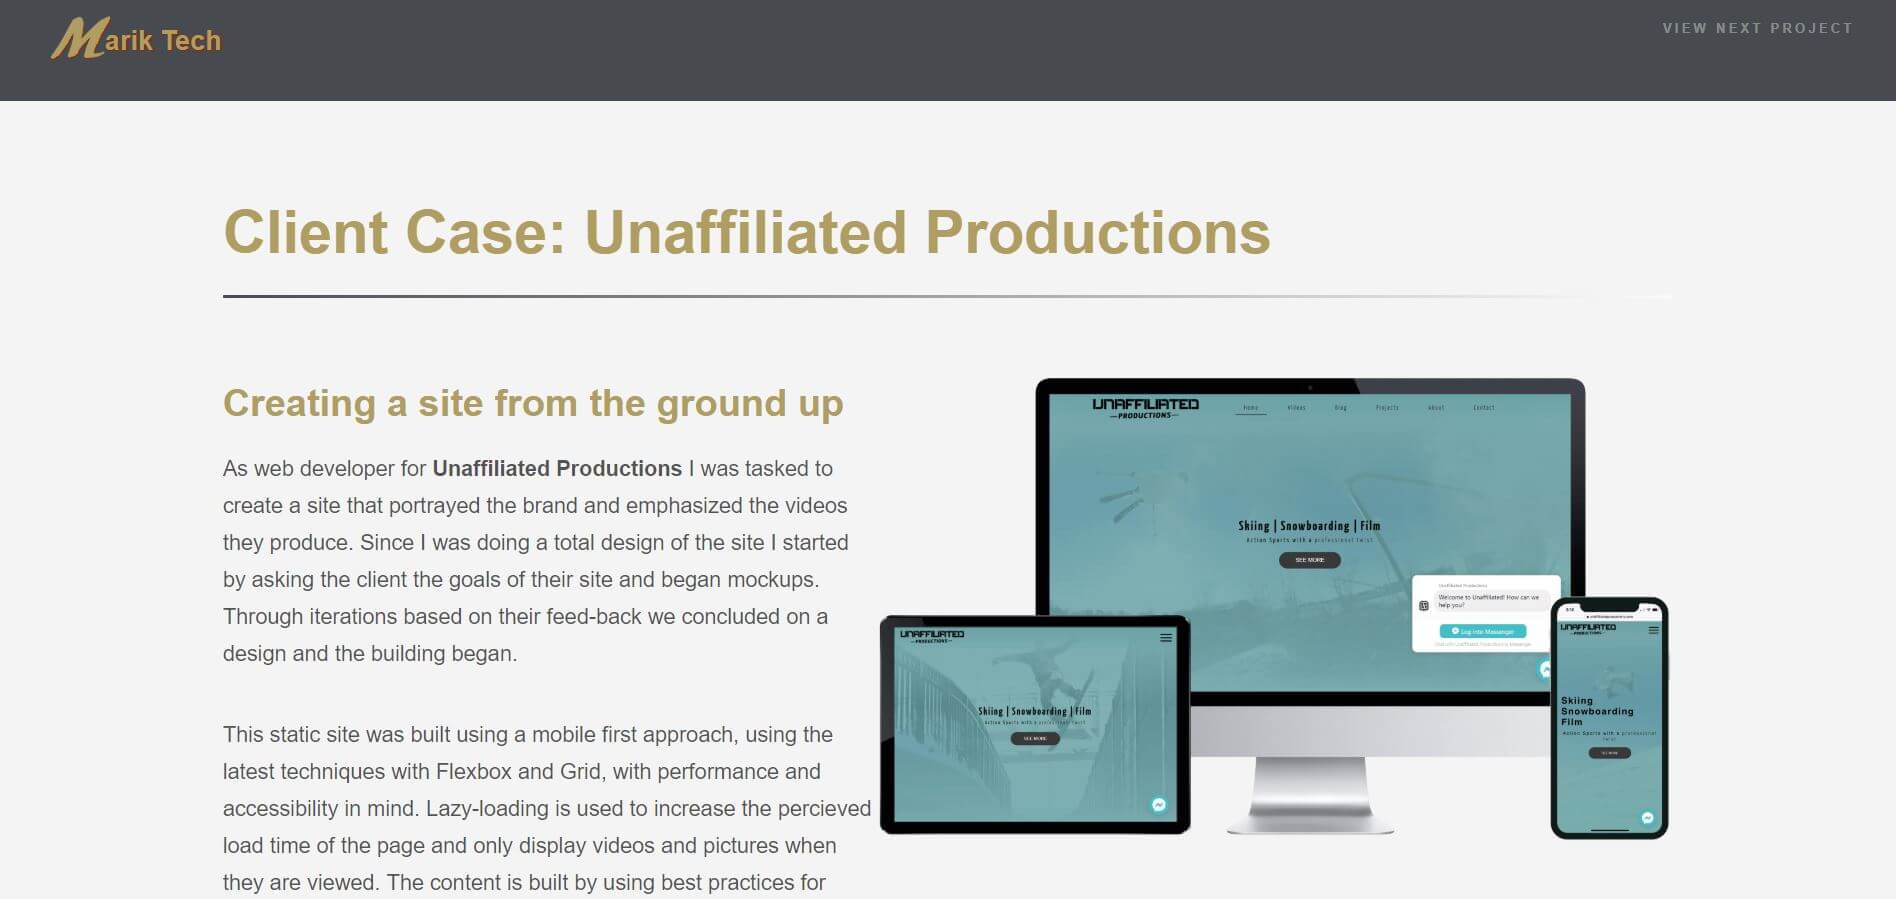 Marik Tech
VIEW NEXT PROJECT
Client Case: Unaffiliated Productions
Creating a site from the ground up
As web developer for Unaffiliated Productions I was tasked to
create a site that portrayed the brand and emphasized the videos
they produce. Since I was doing a total design of the site I started
by asking the client the goals of their site and began mockups.
Through iterations based on their feed-back we concluded on a
design and the building began.
This static site was built using a mobile first approach, using the
latest techniques with Flexbox and Grid, with performance and
accessibility in mind. Lazy-loading is used to increase the percieved
load time of the page and only display videos and pictures when
they are viewed. The content is built by using best practices for
UNAFFILIATED
PRODUCTIONS
Home Videos Blog Projects About Contact
Skiing | Snowboarding | Film
Action Sports with a professional twist
SEE MORE
Unaffiliated Productions
Welcome to Unaffiliated! How can we
help you?
Log into Messenger
UNAFFILIATED
PRODUCTIONS
Skiing | Snowboarding | Film
Action Sports with a professional twist
SEE MORE
UNAFFILIATED
PRODUCTIONS
Skiing
Snowboarding
Film
Action Sports with a professional
twist